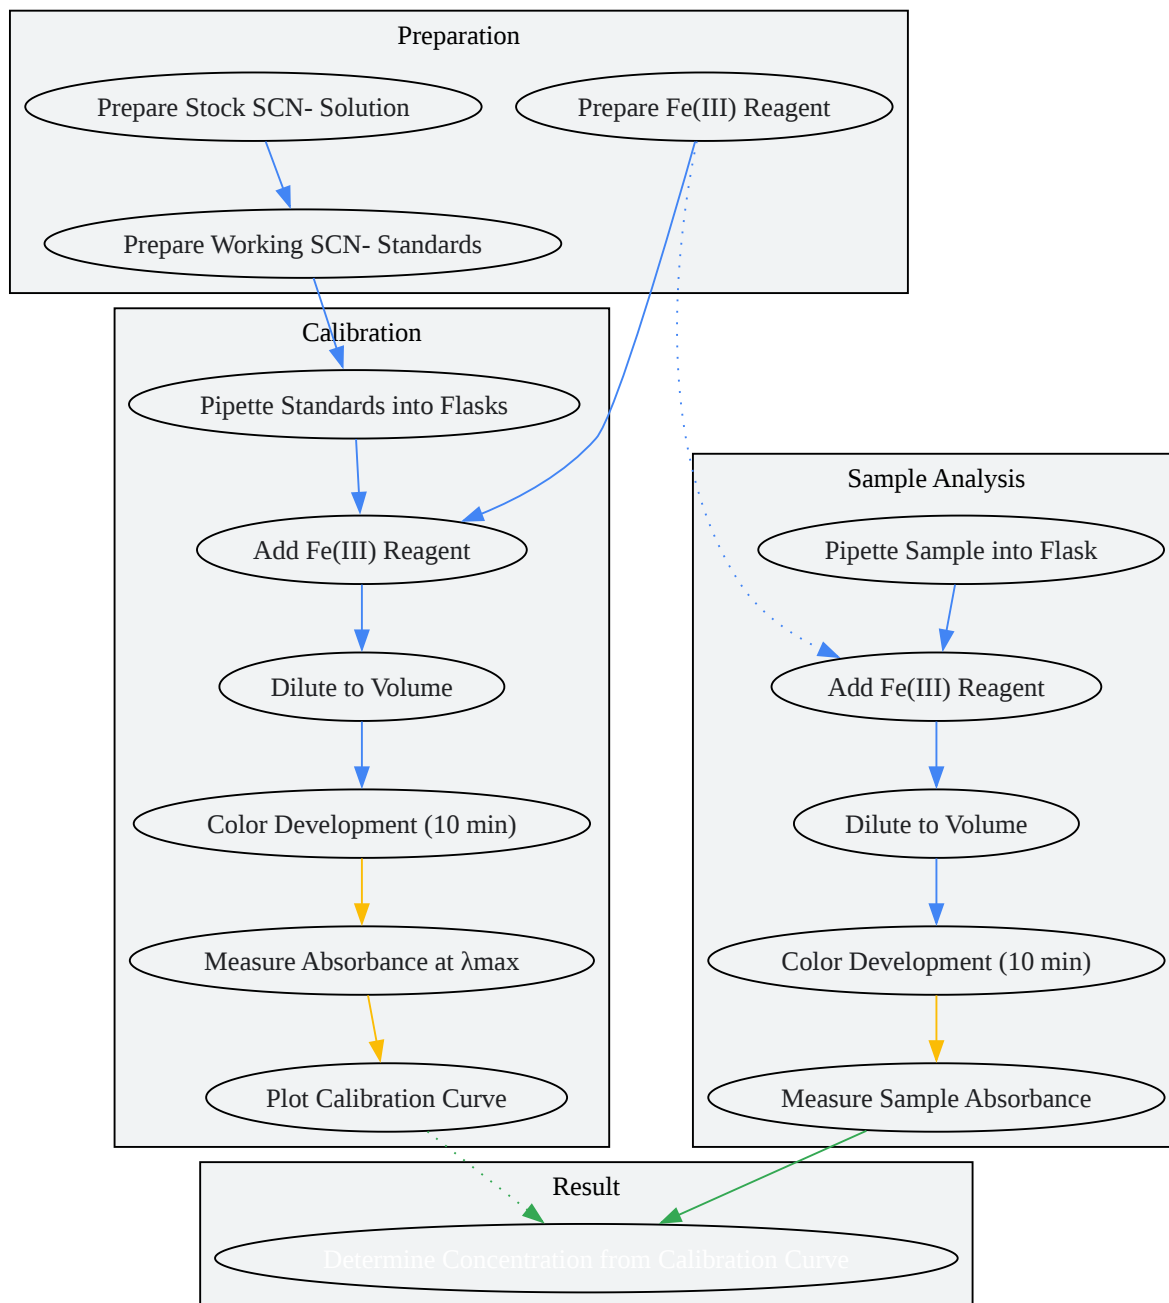 Preparation
Prepare Stock SCN- Solution
Prepare Fe(III) Reagent
Prepare Working SCN- Standards
Calibration
Pipette Standards into Flasks
Add Fe(III) Reagent
Dilute to Volume
Color Development (10 min)
Measure Absorbance at λmax
Plot Calibration Curve
Sample Analysis
Pipette Sample into Flask
Add Fe(III) Reagent
Dilute to Volume
Color Development (10 min)
Measure Sample Absorbance
Result
Determine Concentration from Calibration Curve